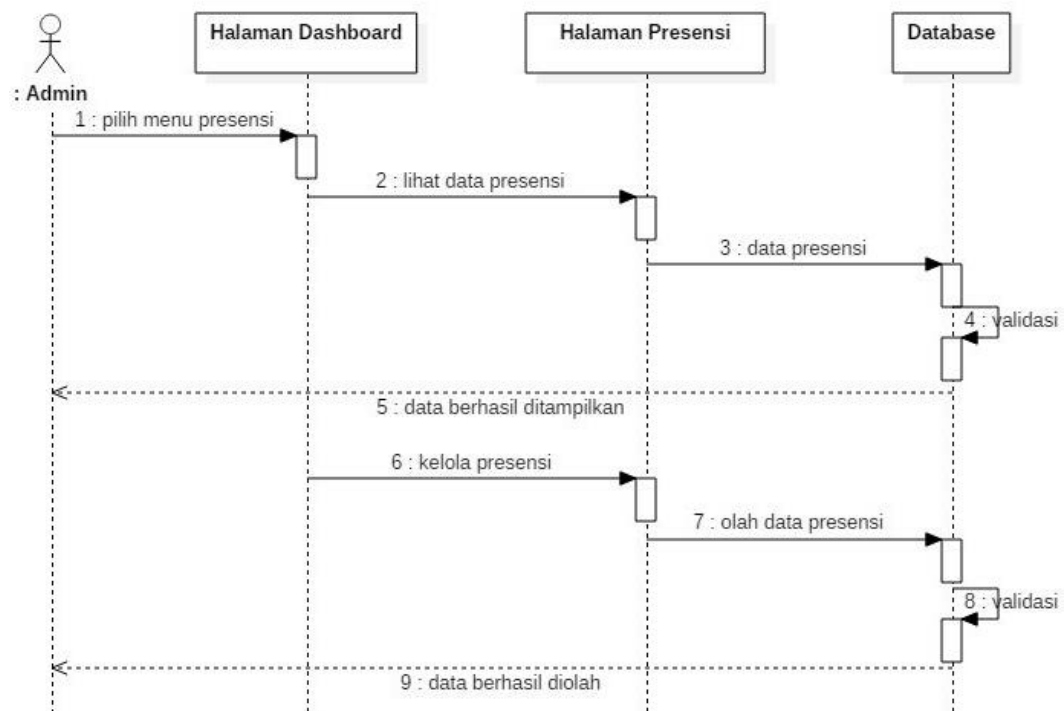 Halaman Dashboard
Halaman Presensi
Database
: Admin
1 : pilih menu presensi
2 : lihat data presensi
3 : data presensi
4 : validasi
5 : data berhasil ditampilkan
6 : kelola presensi
7 : olah data presensi
8 : validasi
9 : data berhasil diolah